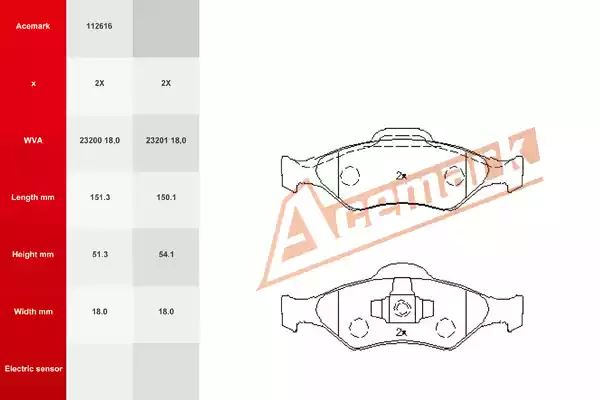 Acemark 112616
x 2X 2X
WVA 23200 18,0 23201 18,0
Length mm 151.3 150.1
Height mm 51.3 54.1
Width mm 18.0 18.0
Electric sensor
Acemark
2x
2x